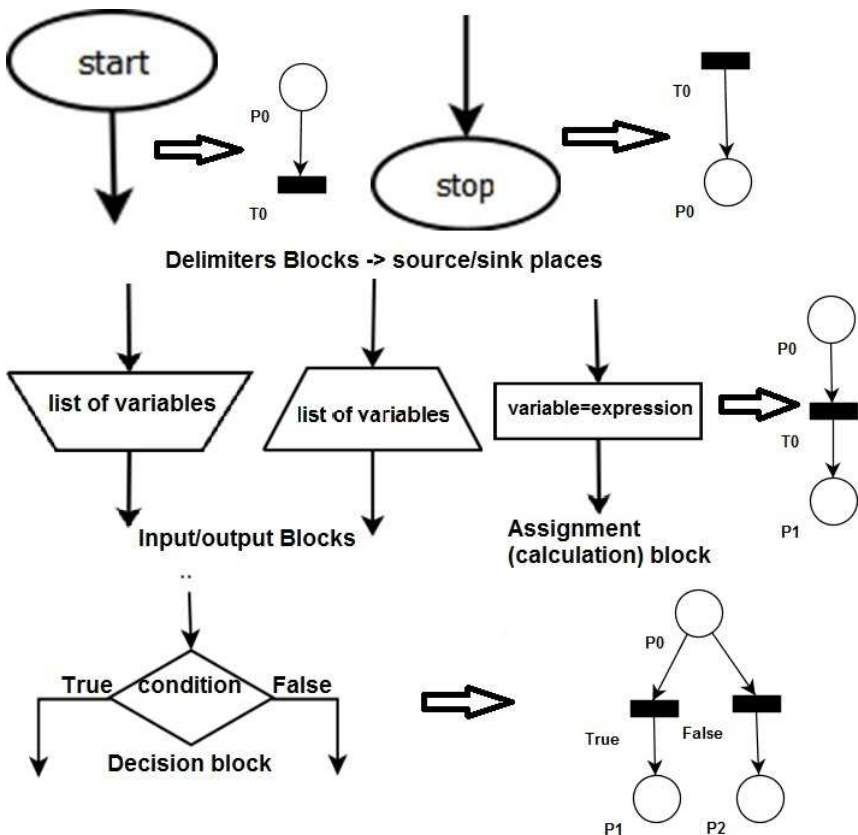 start
P0
T0
stop
T0
P0
Delimiters Blocks -> source/sink places
list of variables
list of variables
variable=expression
P0
T0
P1
Input/output Blocks
Assignment
(calculation) block
..
True condition False
Decision block
P0
True
False
P1
P2